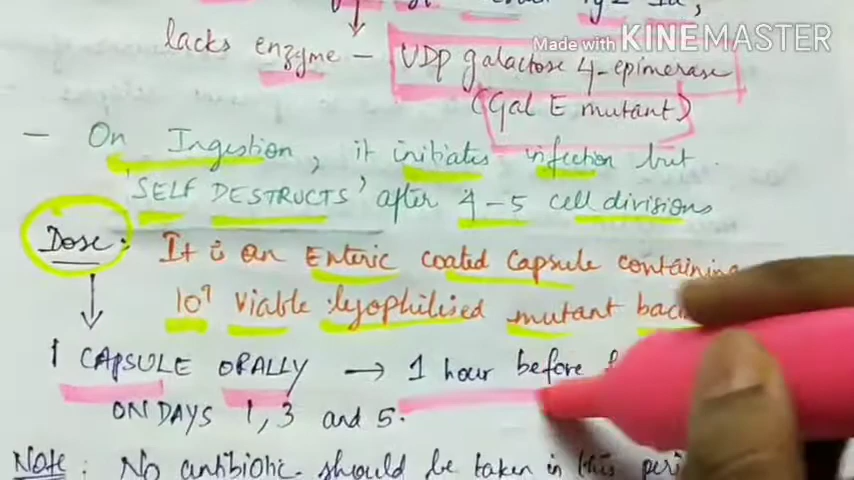 lacks enzyme – UDP galactose 4-epimerase
Made with KINEMASTER
(Gal E mutant)
– On Ingestion, it initiates infection but
'SELF DESTRUCTS' after 4-5 cell divisions
Dose: It is an Enteric coated Capsule containing
10⁹ viable lyophilised mutant
1 CAPSULE ORALLY → 1 hour before
ON DAYS 1, 3 and 5.
Note: No antibiotic should be taken in this